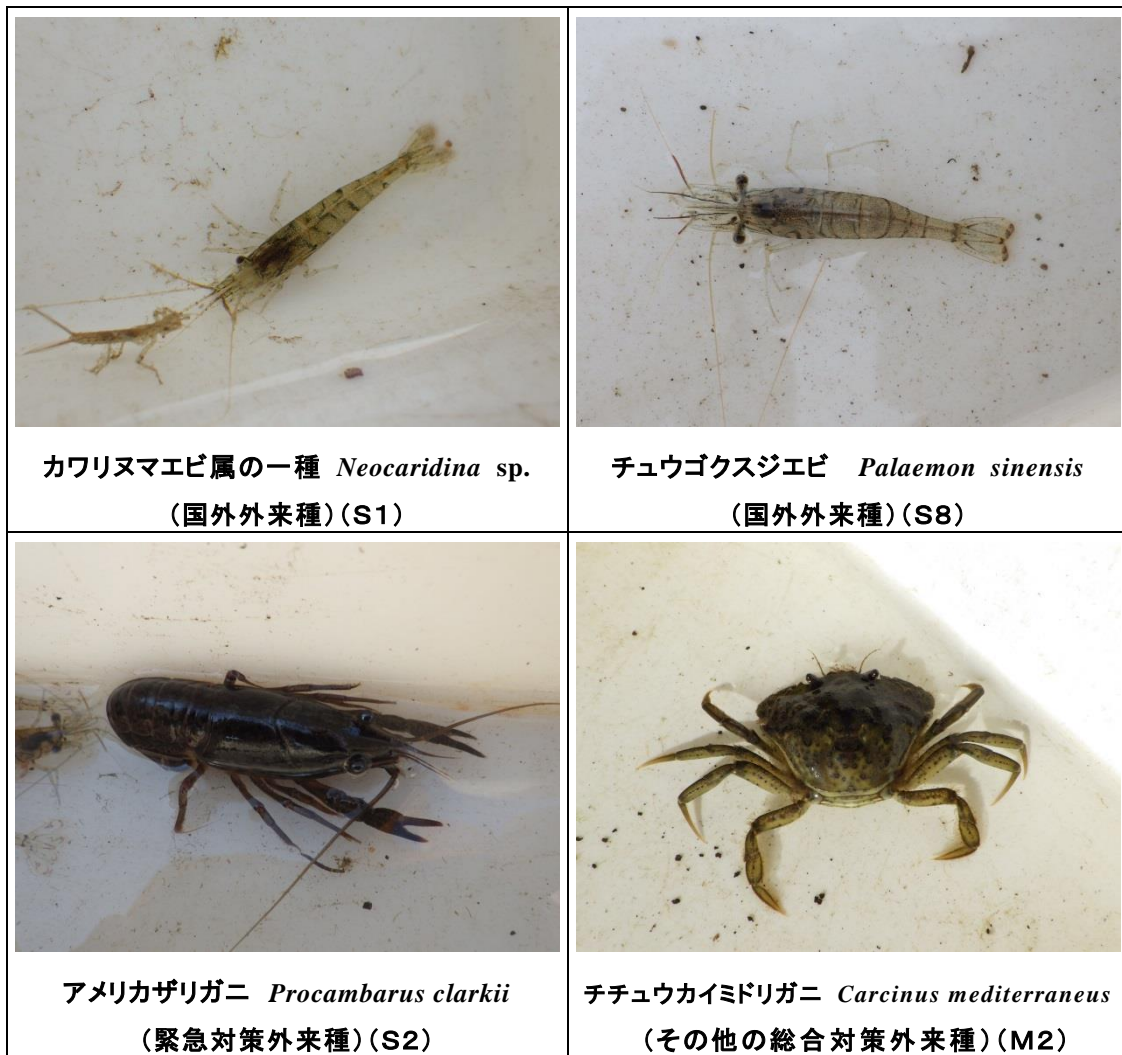 カワリヌマエビ属の一種 Neocaridina sp.
（国外外来種）（S1）
チュウゴクスジエビ Palaemon sinensis
（国外外来種）（S8）
アメリカザリガニ Procambarus clarkii
（緊急対策外来種）（S2）
チチュウカイミドリガニ Carcinus mediterraneus
（その他の総合対策外来種）（M2）